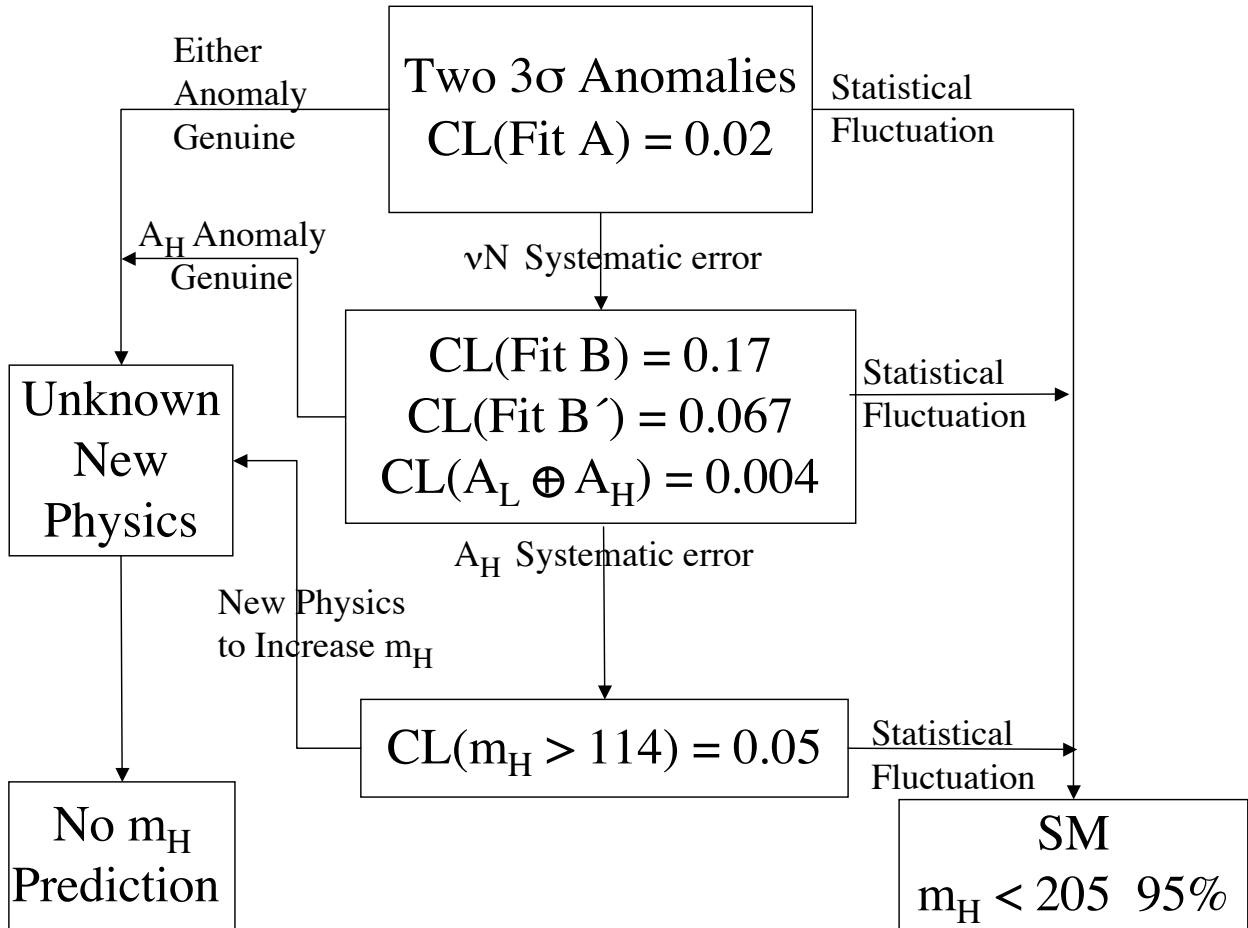 Either
Anomaly
Genuine
Two 3σ Anomalies
CL(Fit A) = 0.02
Statistical
Fluctuation
A_H Anomaly
Genuine
νN Systematic error
CL(Fit B) = 0.17
CL(Fit B´) = 0.067
CL(A_L ⊕ A_H) = 0.004
Statistical
Fluctuation
Unknown
New
Physics
A_H Systematic error
New Physics
to Increase m_H
CL(m_H > 114) = 0.05
Statistical
Fluctuation
No m_H
Prediction
SM
m_H < 205 95%